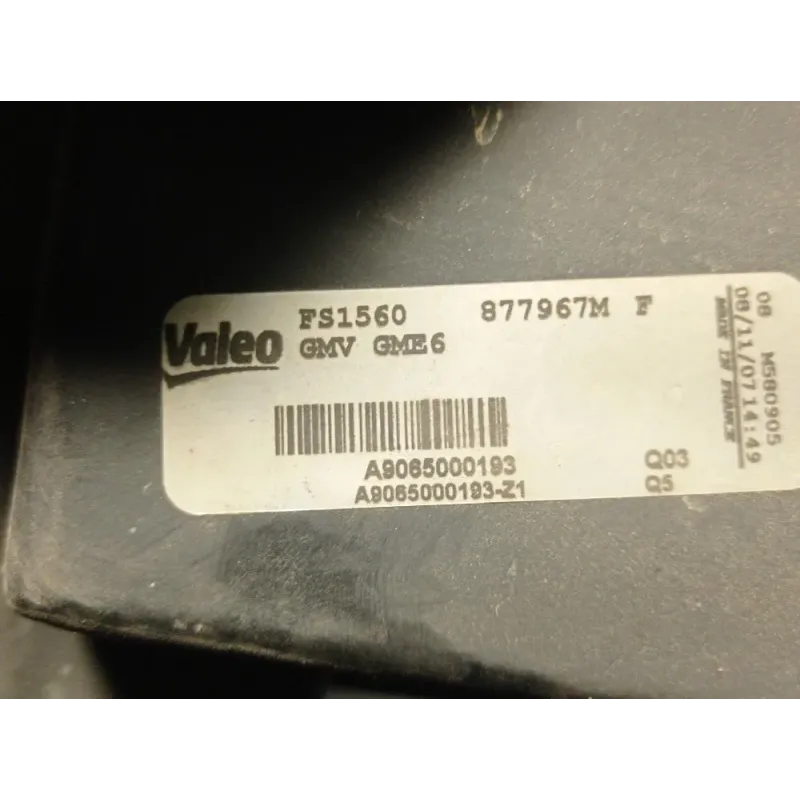 Valeo
FS1560 877967M F
GMV GME6
A9065000193
A9065000193-Z1
Q03
Q5
08 M580905
08/11/07 14:49
MADE IN FRANCE